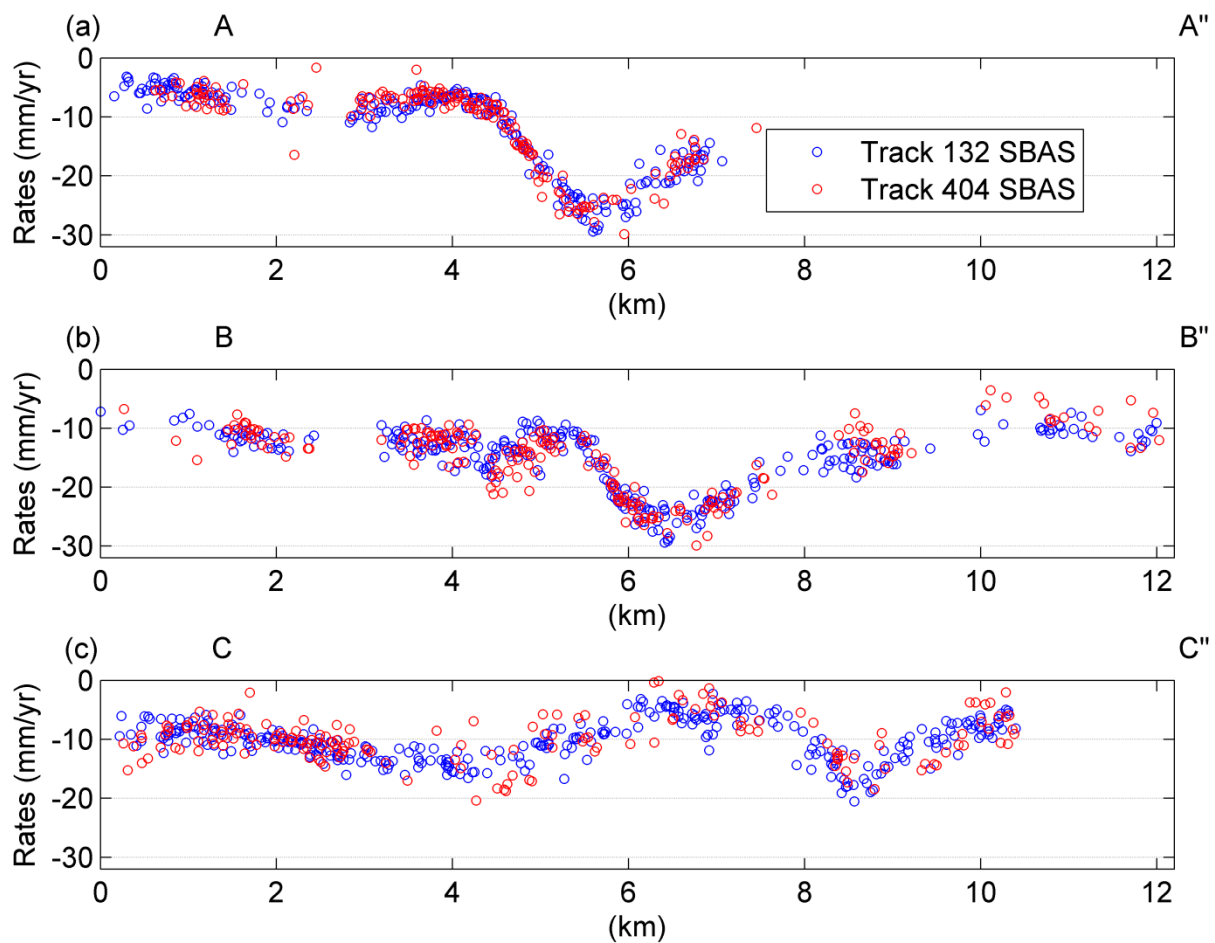 (a) A A"
Rates (mm/yr)
0
-10
-20
-30
Track 132 SBAS
Track 404 SBAS
0 2 4 6 8 10 12
(km)
(b) B B"
Rates (mm/yr)
0
-10
-20
-30
0 2 4 6 8 10 12
(km)
(c) C C"
Rates (mm/yr)
0
-10
-20
-30
0 2 4 6 8 10 12
(km)